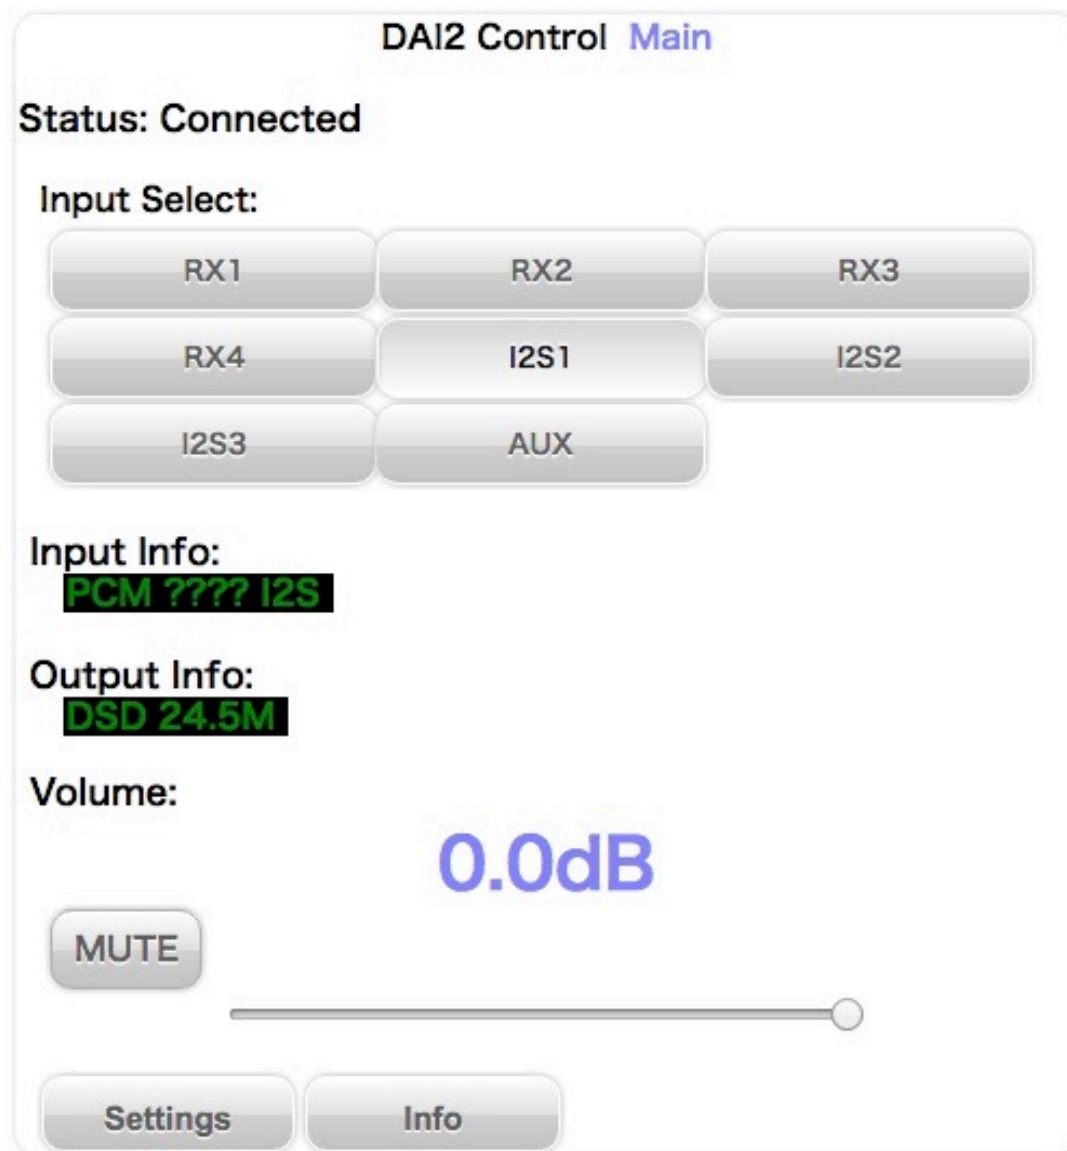 DAI2 Control Main
Status: Connected
Input Select:
RX1 RX2 RX3
RX4 I2S1 I2S2
I2S3 AUX
Input Info:
PCM ???? I2S
Output Info:
DSD 24.5M
Volume:
0.0dB
MUTE
Settings Info